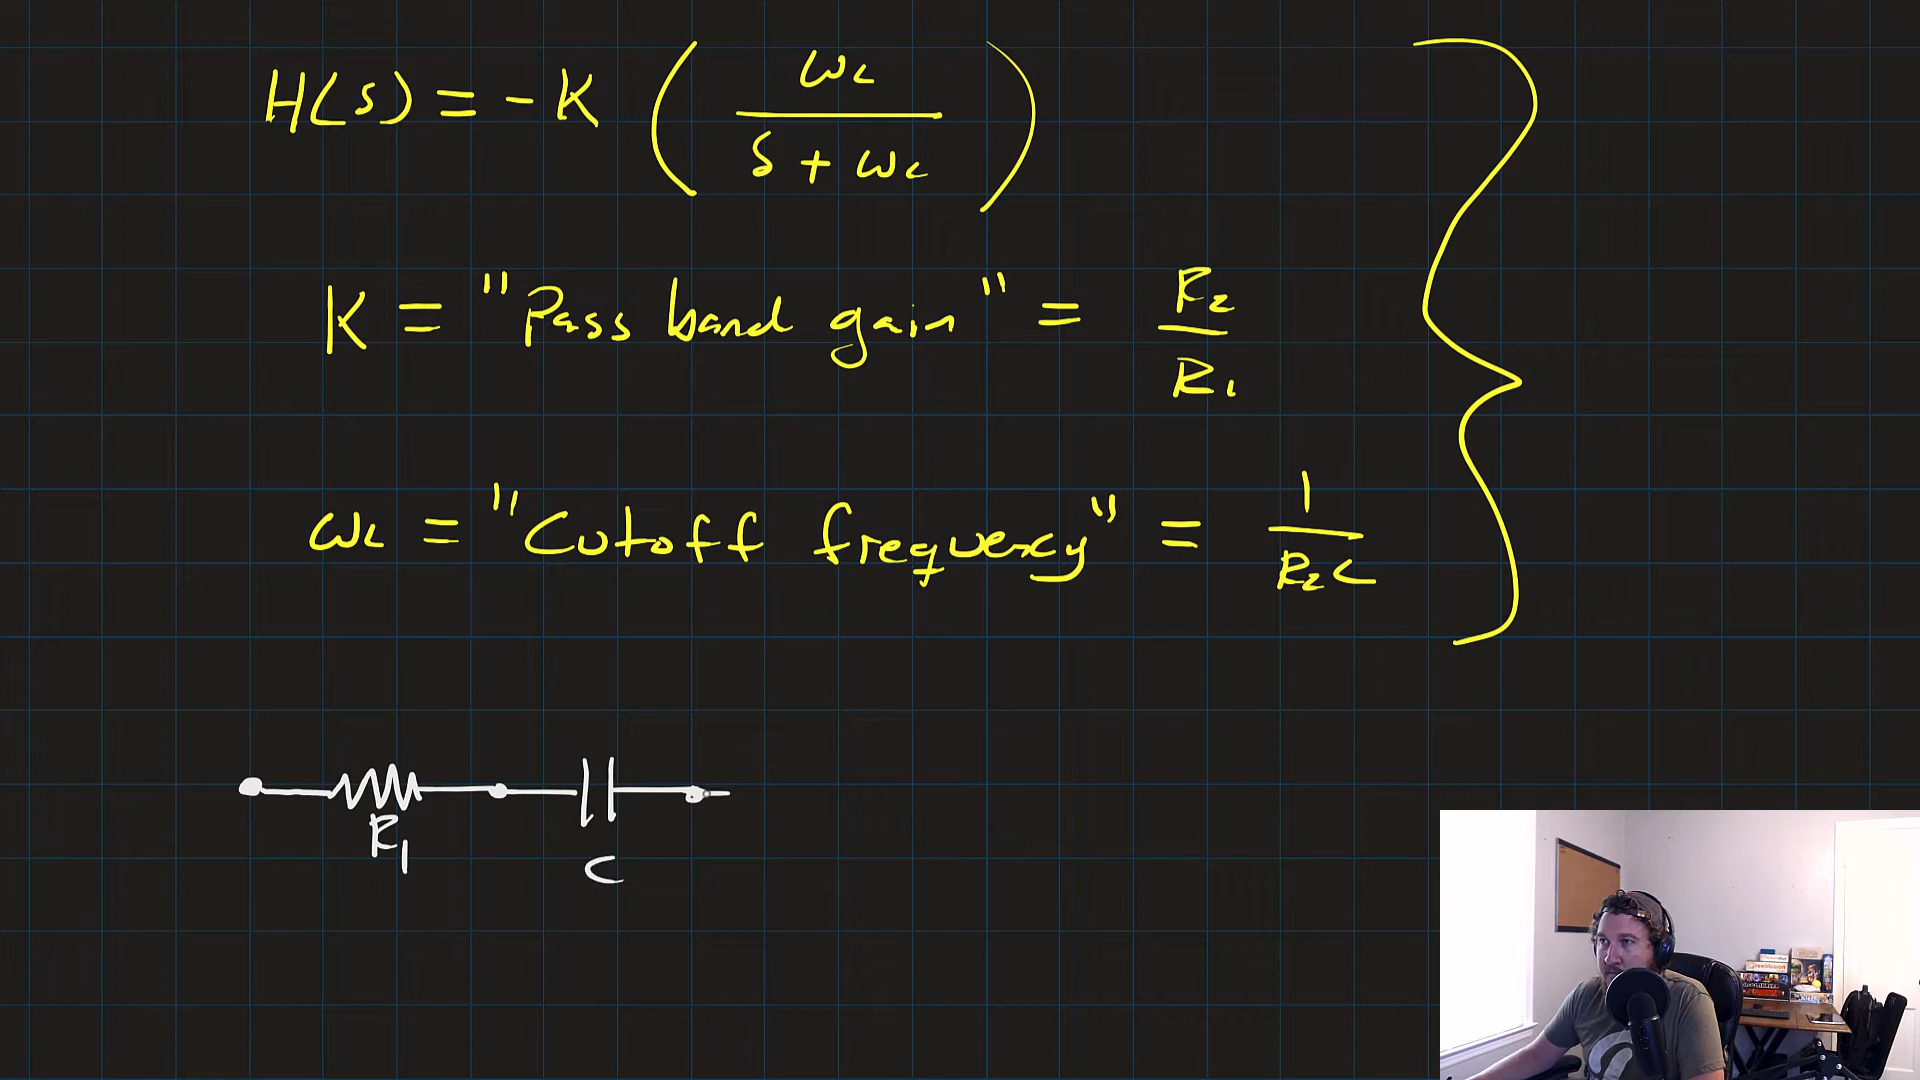 H(s) = -K ( ωc / s + ωc )
K = "Pass band gain" = R2 / R1
ωc = "Cutoff frequency" = 1 / R2C
R1
C